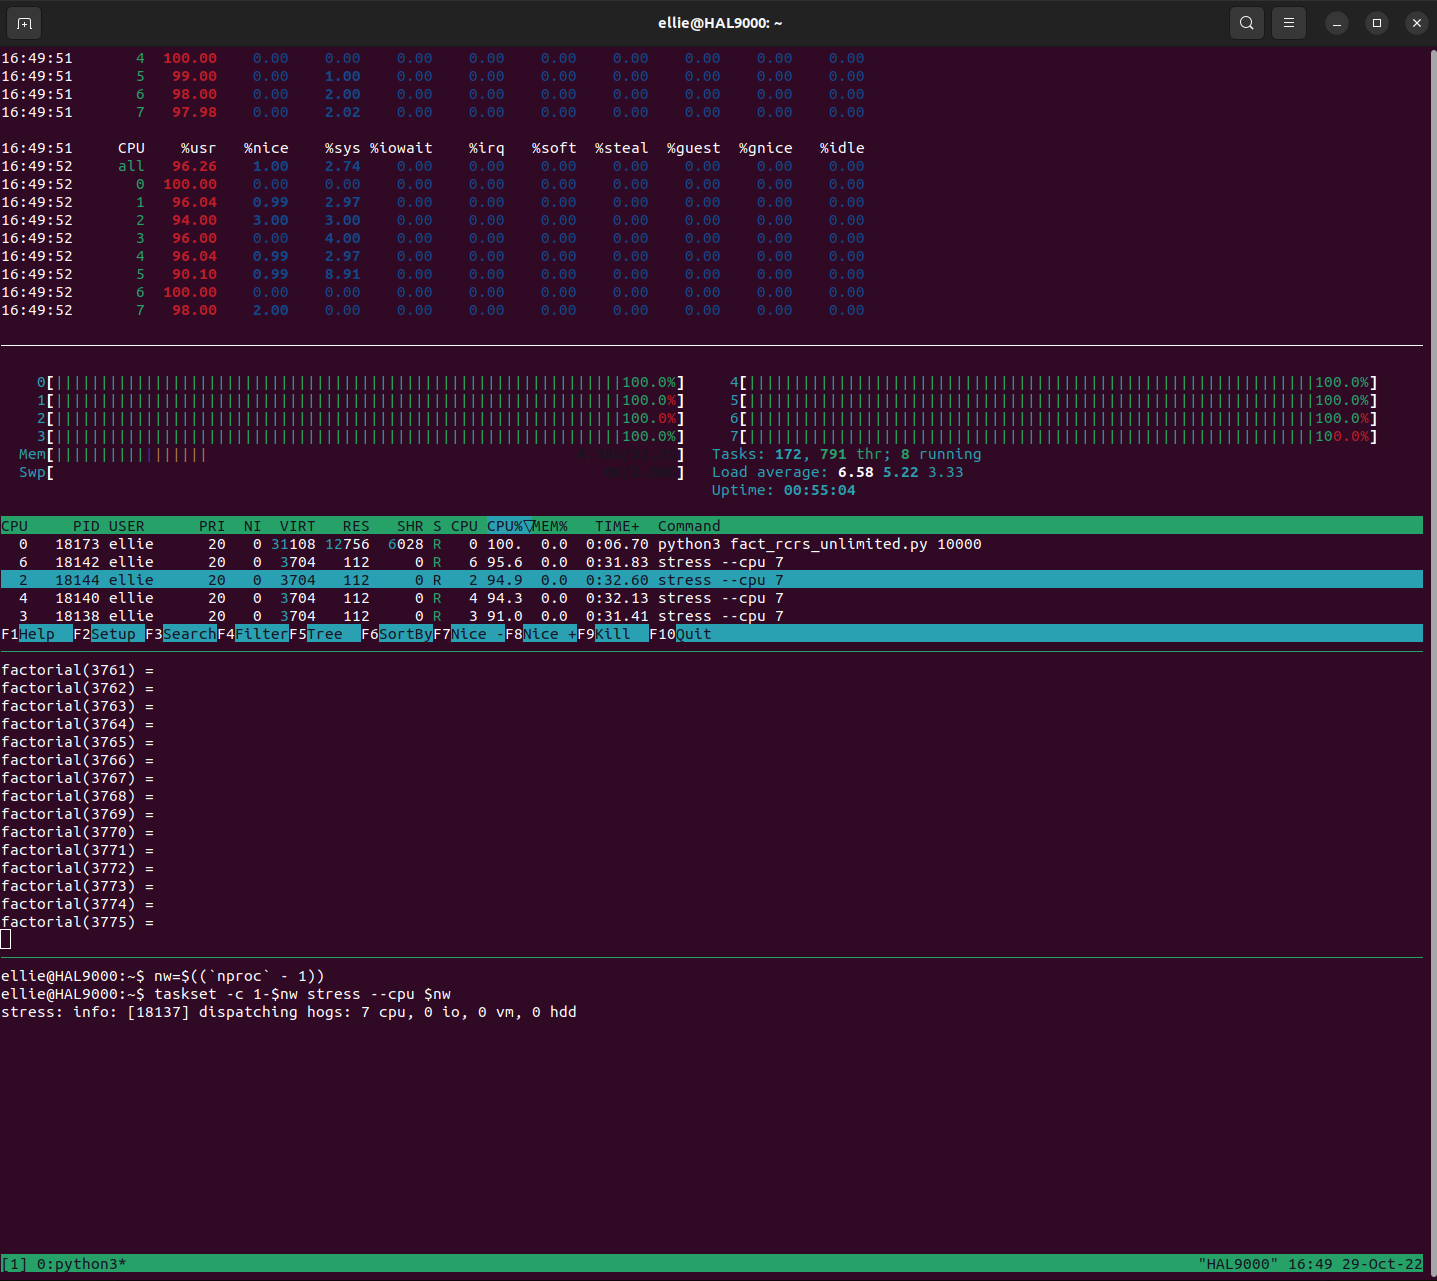 ellie@HAL9000: ~
16:49:51 4 100.00 0.00 0.00 0.00 0.00 0.00 0.00 0.00 0.00 0.00
16:49:51 5 99.00 0.00 1.00 0.00 0.00 0.00 0.00 0.00 0.00 0.00
16:49:51 6 98.00 0.00 2.00 0.00 0.00 0.00 0.00 0.00 0.00 0.00
16:49:51 7 97.98 0.00 2.02 0.00 0.00 0.00 0.00 0.00 0.00 0.00
16:49:51 CPU %usr %nice %sys %iowait %irq %soft %steal %guest %gnice %idle
16:49:52 all 96.26 1.00 2.74 0.00 0.00 0.00 0.00 0.00 0.00 0.00
16:49:52 0 100.00 0.00 0.00 0.00 0.00 0.00 0.00 0.00 0.00 0.00
16:49:52 1 96.04 0.99 2.97 0.00 0.00 0.00 0.00 0.00 0.00 0.00
16:49:52 2 94.00 3.00 3.00 0.00 0.00 0.00 0.00 0.00 0.00 0.00
16:49:52 3 96.00 0.00 4.00 0.00 0.00 0.00 0.00 0.00 0.00 0.00
16:49:52 4 96.04 0.99 2.97 0.00 0.00 0.00 0.00 0.00 0.00 0.00
16:49:52 5 90.10 0.99 8.91 0.00 0.00 0.00 0.00 0.00 0.00 0.00
16:49:52 6 100.00 0.00 0.00 0.00 0.00 0.00 0.00 0.00 0.00 0.00
16:49:52 7 98.00 2.00 0.00 0.00 0.00 0.00 0.00 0.00 0.00 0.00
0[100.0%] 4[100.0%]
1[100.0%] 5[100.0%]
2[100.0%] 6[100.0%]
3[100.0%] 7[100.0%]
Mem[ ] Tasks: 172, 791 thr; 8 running
Swp[ ] Load average: 6.58 5.22 3.33
Uptime: 00:55:04
CPU PID USER PRI NI VIRT RES SHR S CPU CPU%▽MEM% TIME+ Command
0 18173 ellie 20 0 31108 12756 6028 R 0 100. 0.0 0:06.70 python3 fact_rcrs_unlimited.py 10000
6 18142 ellie 20 0 3704 112 0 R 6 95.6 0.0 0:31.83 stress --cpu 7
2 18144 ellie 20 0 3704 112 0 R 2 94.9 0.0 0:32.60 stress --cpu 7
4 18140 ellie 20 0 3704 112 0 R 4 94.3 0.0 0:32.13 stress --cpu 7
3 18138 ellie 20 0 3704 112 0 R 3 91.0 0.0 0:31.41 stress --cpu 7
F1Help F2Setup F3SearchF4FilterF5Tree F6SortByF7Nice -F8Nice +F9Kill F10Quit
factorial(3761) =
factorial(3762) =
factorial(3763) =
factorial(3764) =
factorial(3765) =
factorial(3766) =
factorial(3767) =
factorial(3768) =
factorial(3769) =
factorial(3770) =
factorial(3771) =
factorial(3772) =
factorial(3773) =
factorial(3774) =
factorial(3775) =
ellie@HAL9000:~$ nw=$((`nproc` - 1))
ellie@HAL9000:~$ taskset -c 1-$nw stress --cpu $nw
stress: info: [18137] dispatching hogs: 7 cpu, 0 io, 0 vm, 0 hdd
[1] 0:python3* "HAL9000" 16:49 29-Oct-22